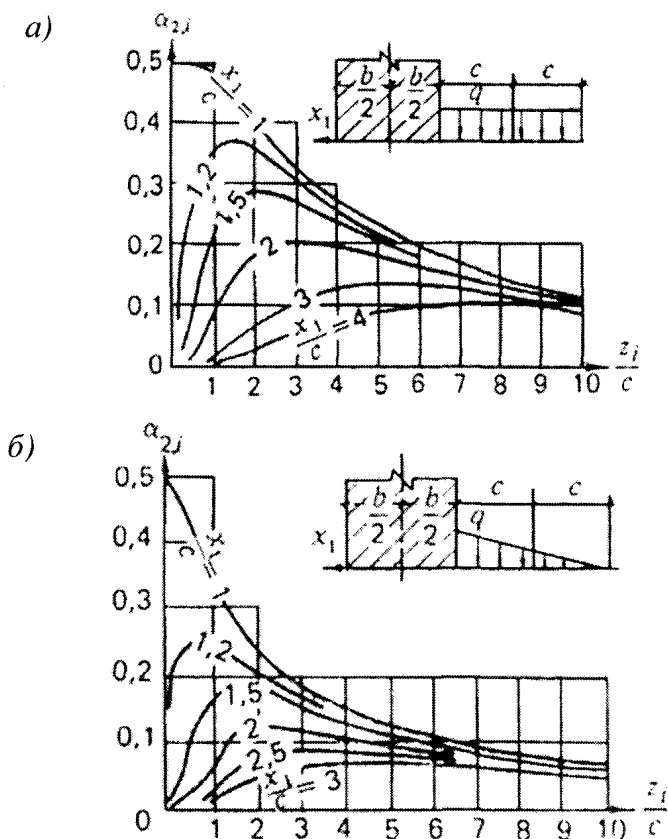 а)
α₂,ᵢ
0,5
0,4
0,3
0,2
0,1
0
x₁/c = 1
1,2
1,5
2
3
x₁/c = 4
b/2 b/2 c c
q
x₁
1 2 3 4 5 6 7 8 9 10 zᵢ/c
б)
α₂,ᵢ
0,5
0,4
0,3
0,2
0,1
0
x₁/c = 1
1,2
1,5
2
2,5
x₁/c = 3
b/2 b/2 c c
q
x₁
1 2 3 4 5 6 7 8 9 10 zᵢ/c